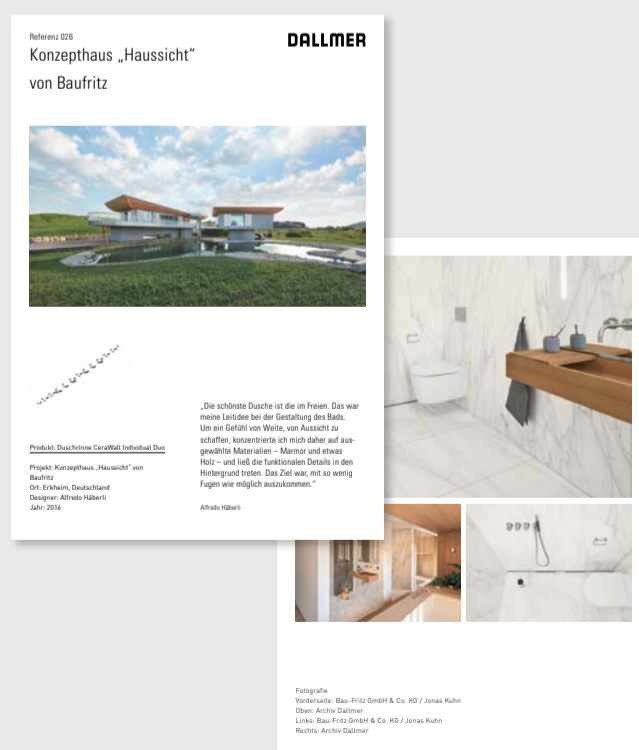 Referenz 026
DALLMER
Konzepthaus „Haussicht“
von Baufritz
„Die schönste Dusche ist die im Freien. Das war
meine Leitidee bei der Gestaltung des Bads.
Um ein Gefühl von Weite, von Aussicht zu
schaffen, konzentrierte ich mich daher auf aus-
gewählte Materialien – Marmor und etwas
Holz – und ließ die funktionalen Details in den
Hintergrund treten. Das Ziel war, mit so wenig
Fugen wie möglich auszukommen.“
Alfredo Häberli
Produkt: Duschrinne CeraWall Individual Duo
Projekt: Konzepthaus „Haussicht“ von
Baufritz
Ort: Erkheim, Deutschland
Designer: Alfredo Häberli
Jahr: 2016
Fotografie
Vorderseite: Bau-Fritz GmbH & Co. KG / Jonas Kuhn
Oben: Archiv Dallmer
Links: Bau-Fritz GmbH & Co. KG / Jonas Kuhn
Rechts: Archiv Dallmer